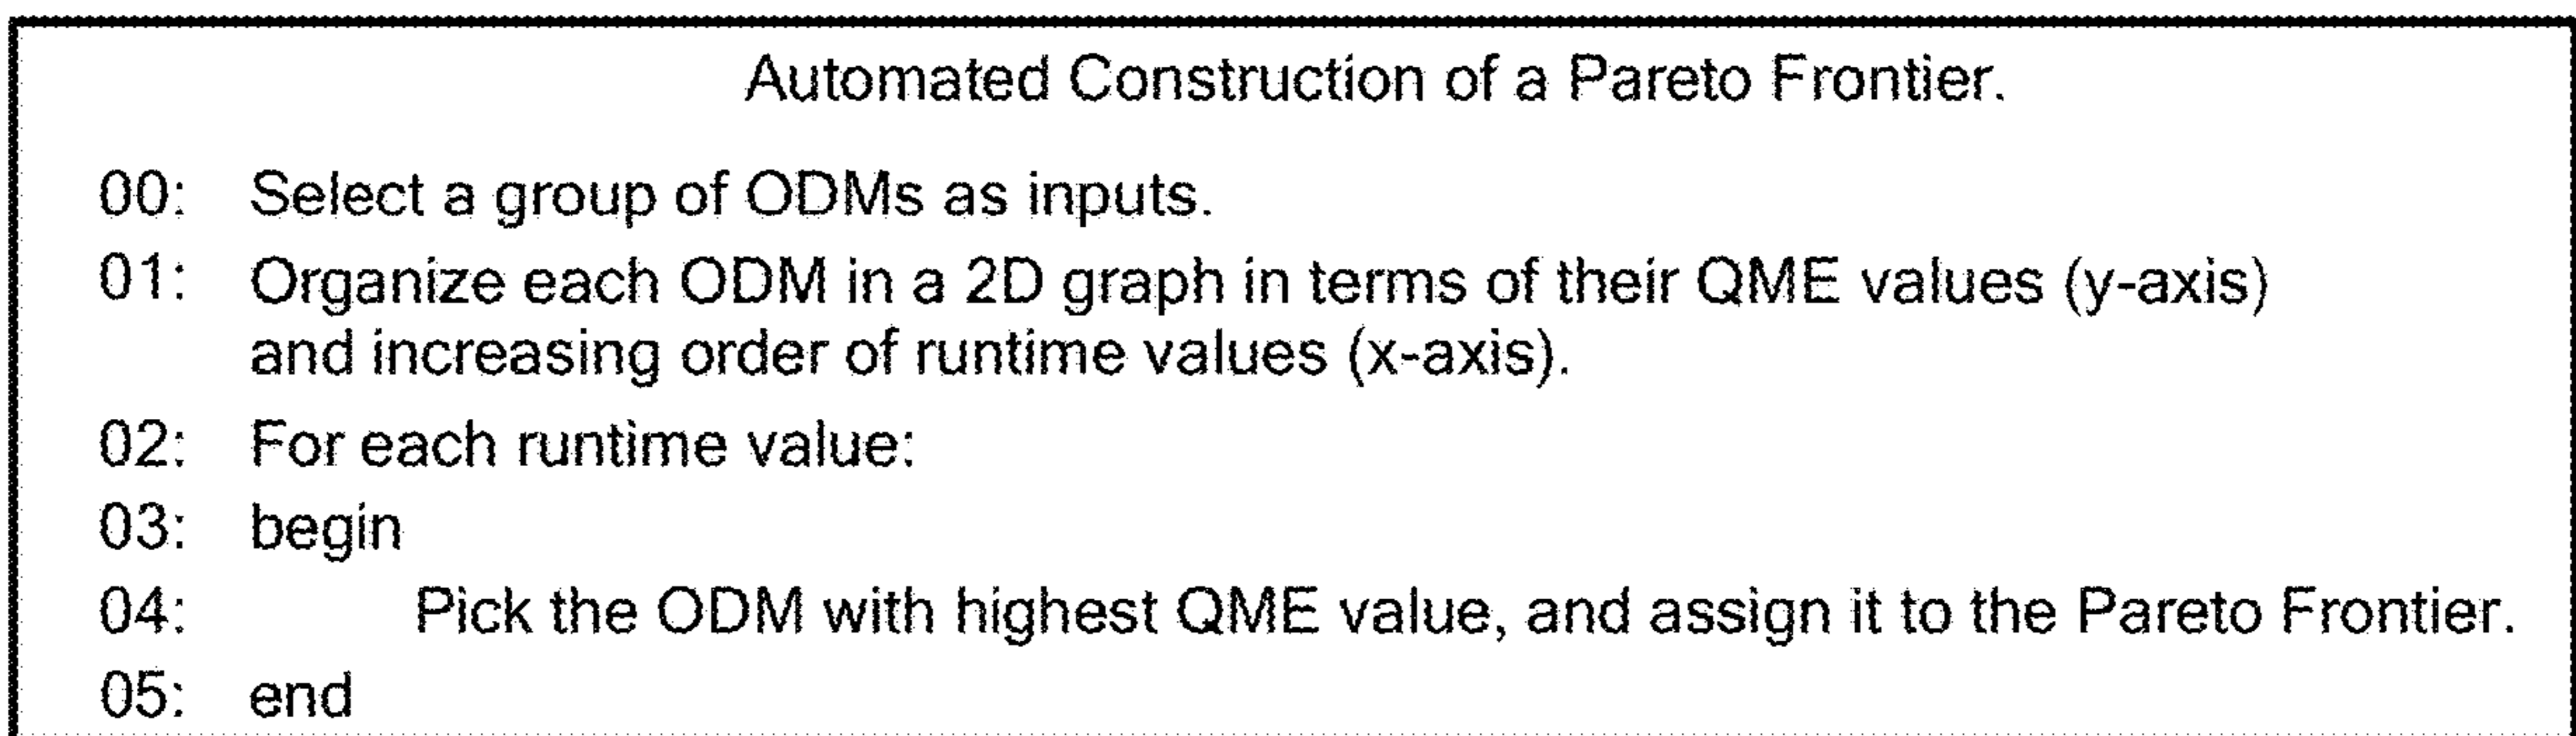 Automated Construction of a Pareto Frontier.
00: Select a group of ODMs as inputs.
01: Organize each ODM in a 2D graph in terms of their QME values (y-axis)
and increasing order of runtime values (x-axis).
02: For each runtime value:
03: begin
04: Pick the ODM with highest QME value, and assign it to the Pareto Frontier.
05: end